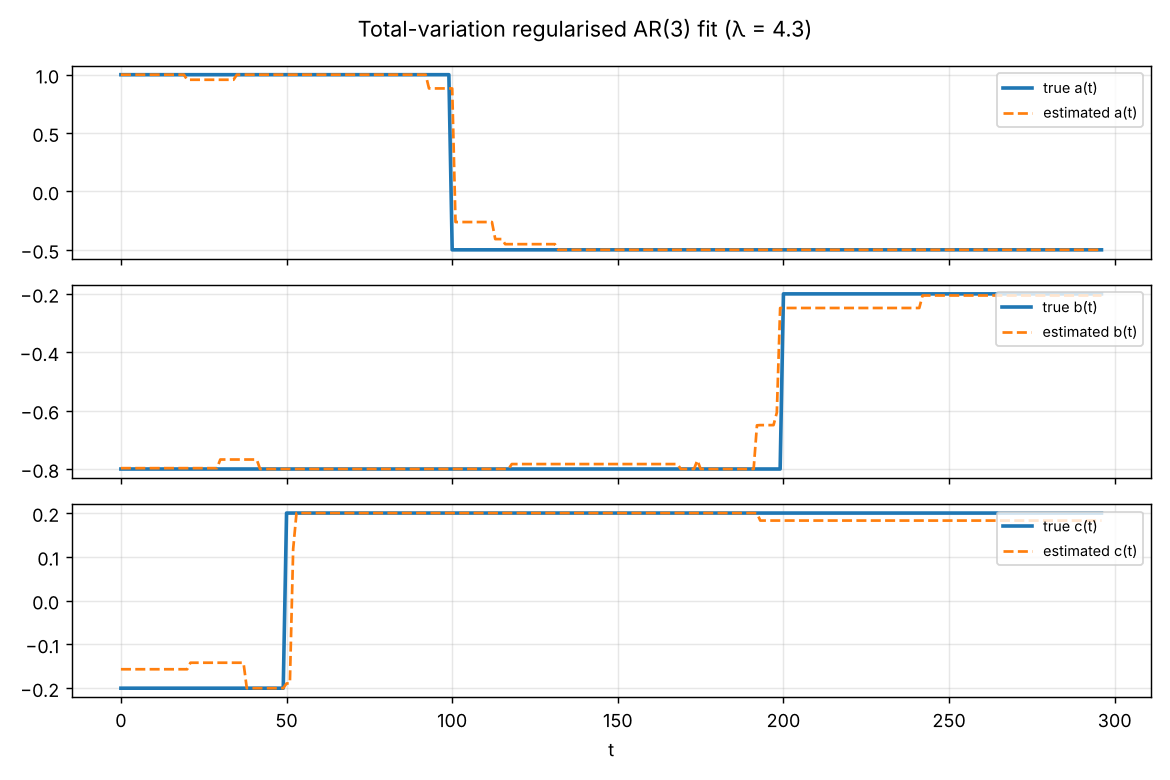 Total-variation regularised AR(3) fit (λ = 4.3)
1.0
0.5
0.0
−0.5
true a(t)
estimated a(t)
−0.2
−0.4
−0.6
−0.8
true b(t)
estimated b(t)
0.2
0.1
0.0
−0.1
−0.2
true c(t)
estimated c(t)
0 50 100 150 200 250 300
t